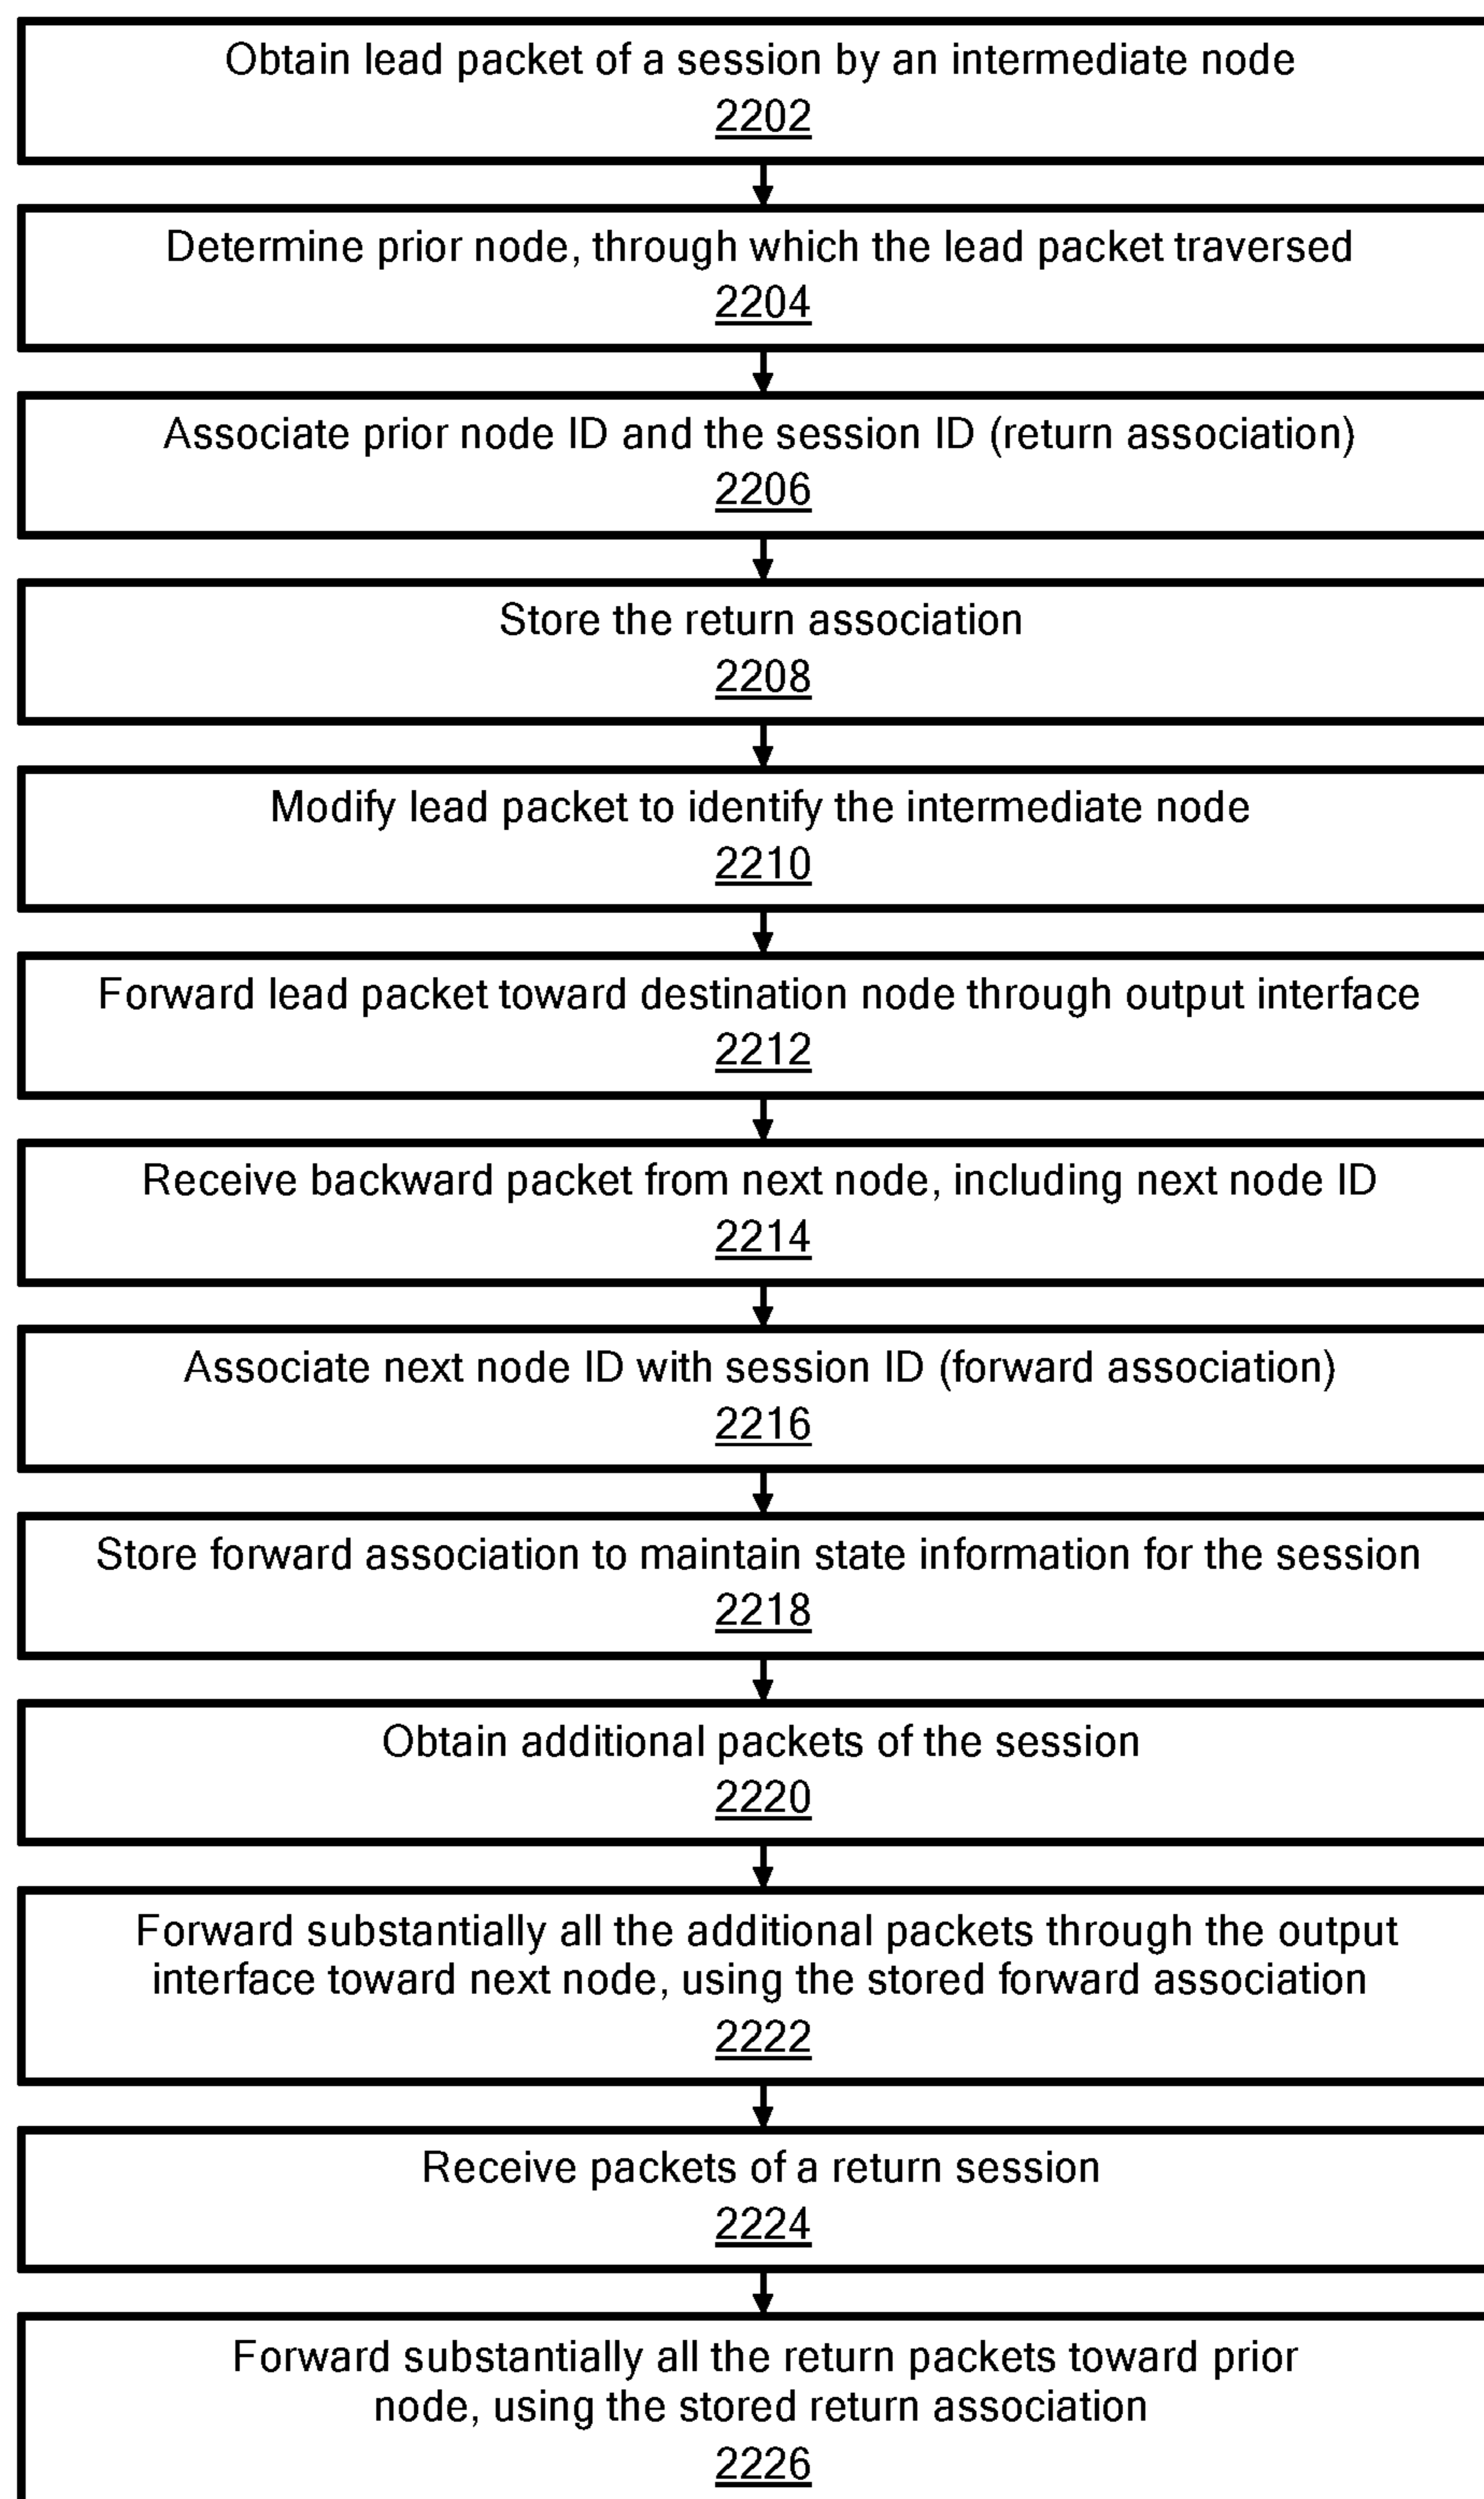 Obtain lead packet of a session by an intermediate node
2202
Determine prior node, through which the lead packet traversed
2204
Associate prior node ID and the session ID (return association)
2206
Store the return association
2208
Modify lead packet to identify the intermediate node
2210
Forward lead packet toward destination node through output interface
2212
Receive backward packet from next node, including next node ID
2214
Associate next node ID with session ID (forward association)
2216
Store forward association to maintain state information for the session
2218
Obtain additional packets of the session
2220
Forward substantially all the additional packets through the output
interface toward next node, using the stored forward association
2222
Receive packets of a return session
2224
Forward substantially all the return packets toward prior
node, using the stored return association
2226